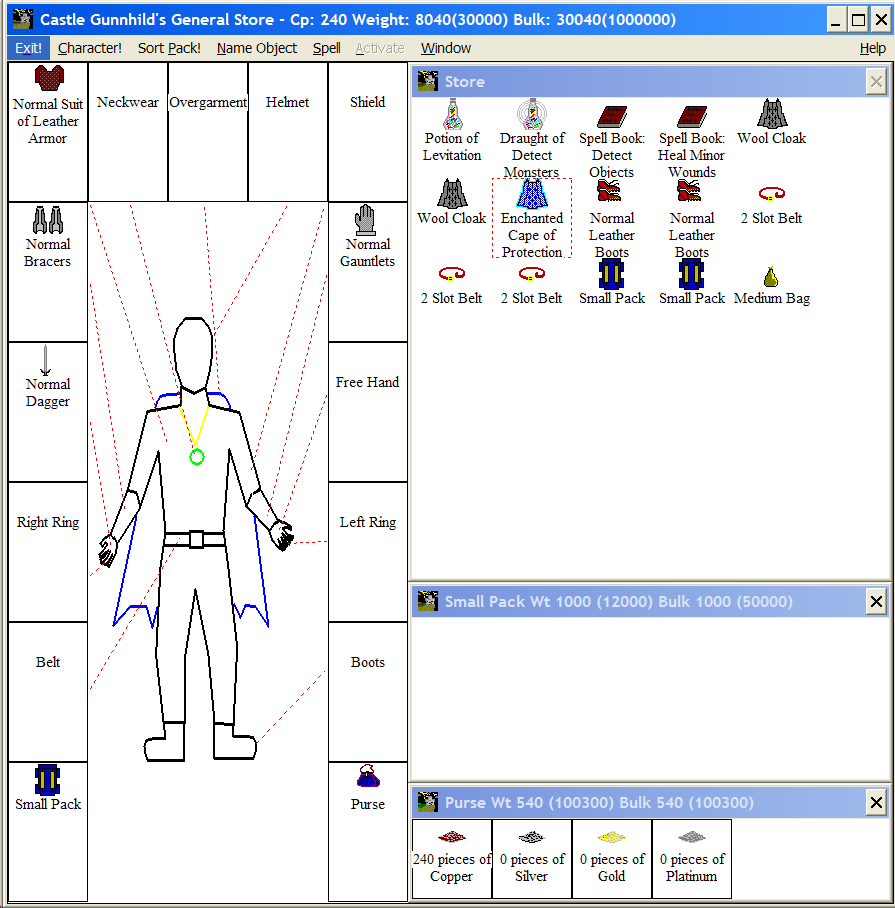 Castle Gunnhild's General Store - Cp: 240 Weight: 8040(30000) Bulk: 30040(1000000)
Exit! Character! Sort Pack! Name Object Spell Activate Window Help
Normal Suit
of Leather
Armor
Neckwear
Overgarment
Helmet
Shield
Normal
Bracers
Normal
Gauntlets
Normal
Dagger
Free Hand
Right Ring
Left Ring
Belt
Boots
Small Pack
Purse
Store
Potion of
Levitation
Draught of
Detect
Monsters
Spell Book:
Detect
Objects
Spell Book:
Heal Minor
Wounds
Wool Cloak
Wool Cloak
Enchanted
Cape of
Protection
Normal
Leather
Boots
Normal
Leather
Boots
2 Slot Belt
2 Slot Belt
2 Slot Belt
Small Pack
Small Pack
Medium Bag
Small Pack Wt 1000 (12000) Bulk 1000 (50000)
Purse Wt 540 (100300) Bulk 540 (100300)
240 pieces of
Copper
0 pieces of
Silver
0 pieces of
Gold
0 pieces of
Platinum